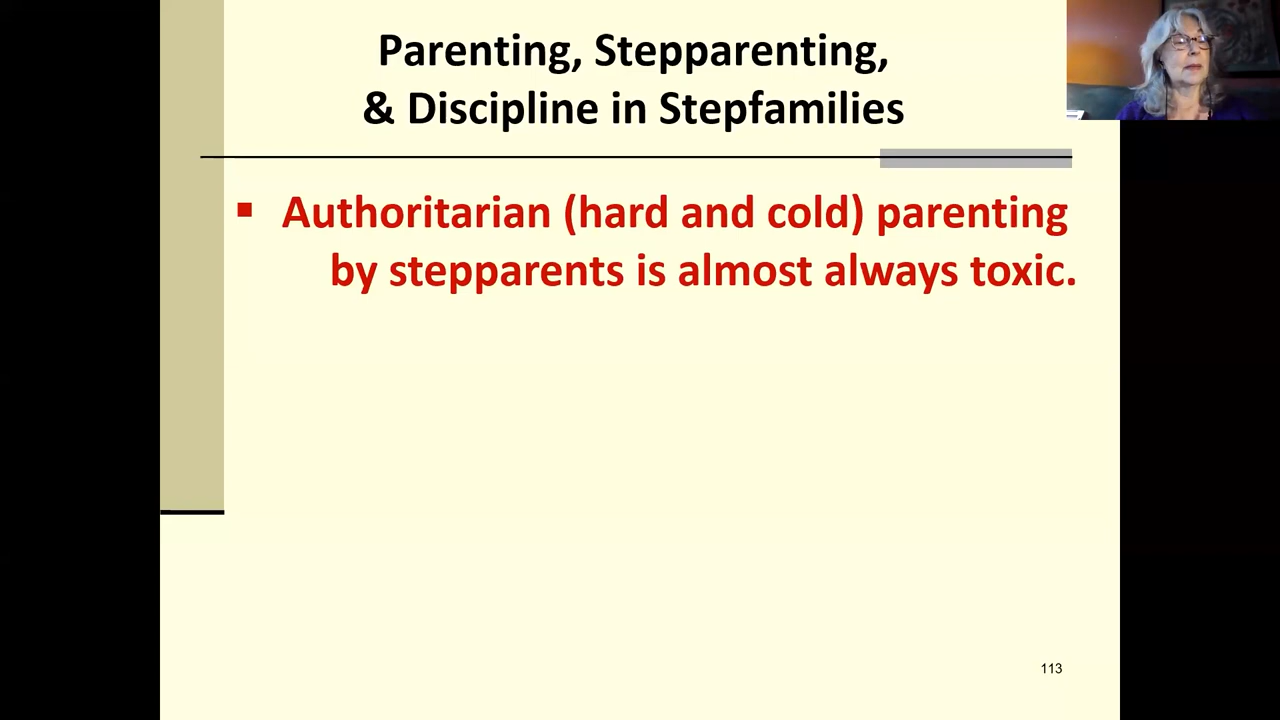 Parenting, Stepparenting,
& Discipline in Stepfamilies
▪ Authoritarian (hard and cold) parenting
by stepparents is almost always toxic.
113